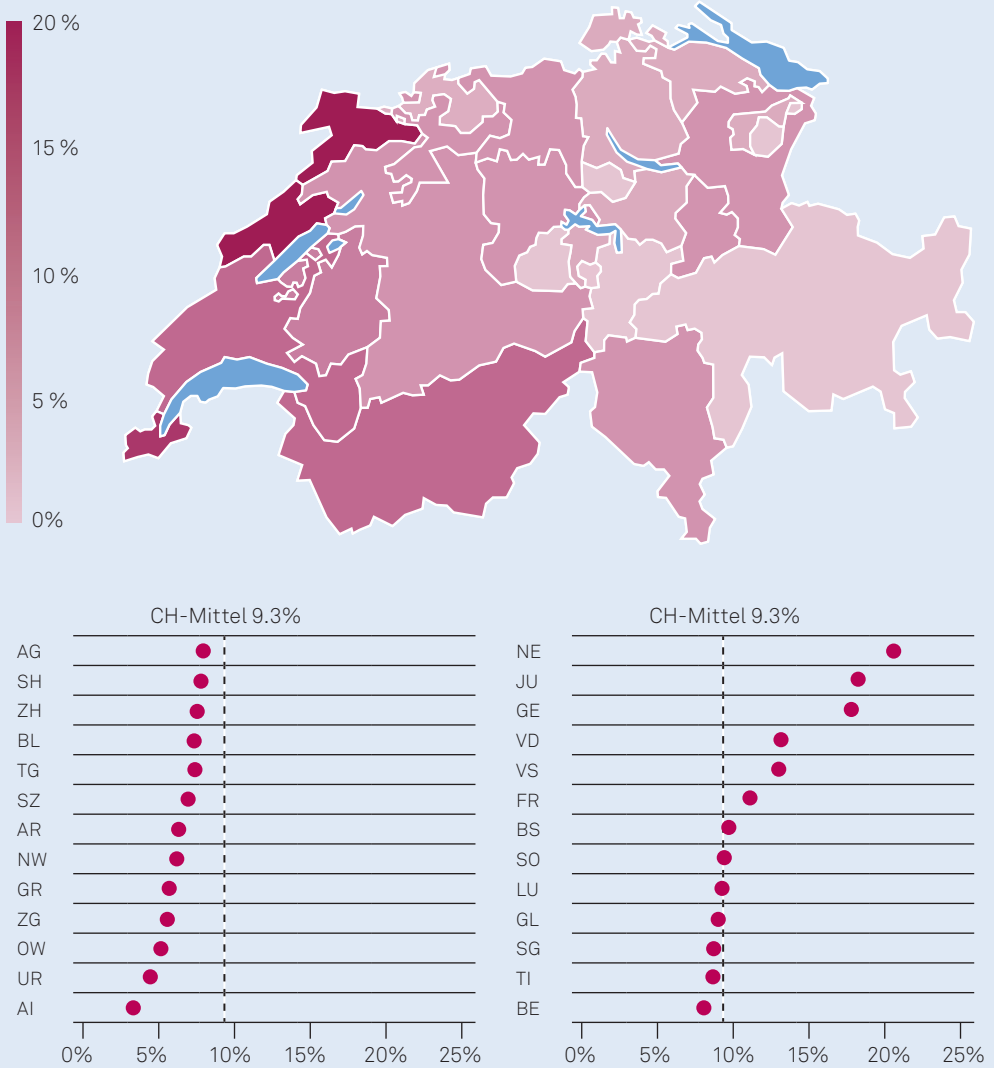 20 %
15 %
10 %
5 %
0%
CH-Mittel 9.3%
AG
SH
ZH
BL
TG
SZ
AR
NW
GR
ZG
OW
UR
AI
0% 5% 10% 15% 20% 25%
CH-Mittel 9.3%
NE
JU
GE
VD
VS
FR
BS
SO
LU
GL
SG
TI
BE
0% 5% 10% 15% 20% 25%